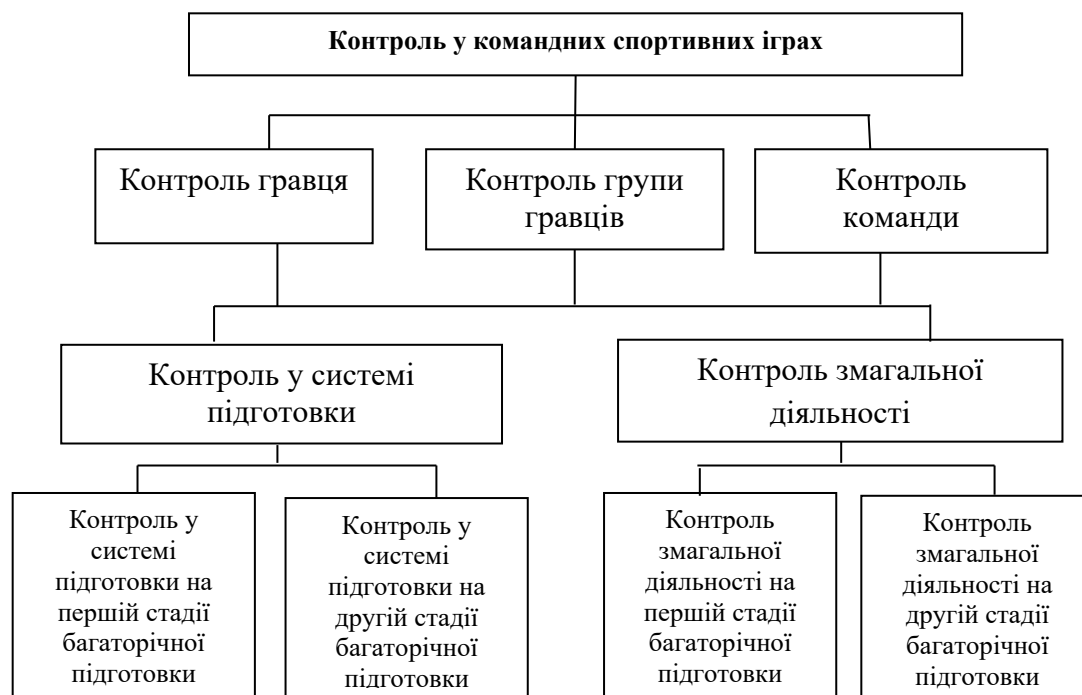 Контроль у командних спортивних іграх
Контроль гравця
Контроль групи
гравців
Контроль
команди
Контроль у системі
підготовки
Контроль змагальної
діяльності
Контроль у
системі
підготовки на
першій стадії
багаторічної
підготовки
Контроль у
системі
підготовки на
другій стадії
багаторічної
підготовки
Контроль
змагальної
діяльності на
першій стадії
багаторічної
підготовки
Контроль
змагальної
діяльності на
другій стадії
багаторічної
підготовки